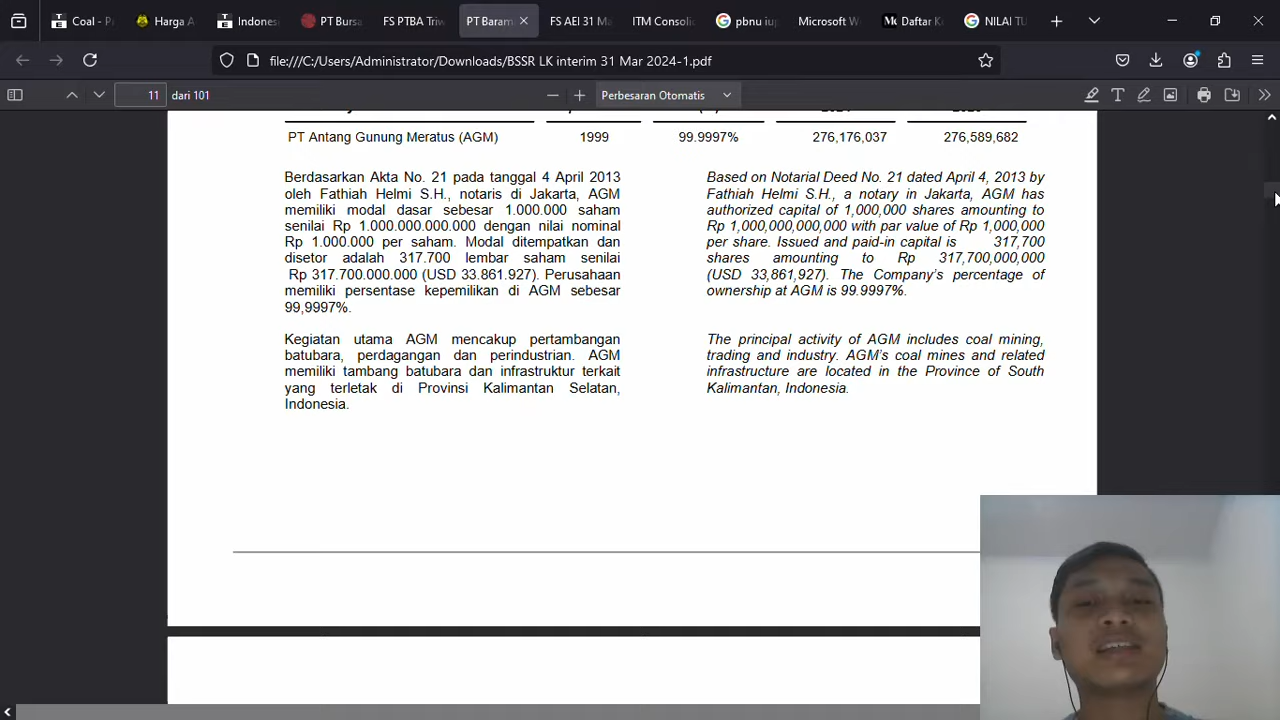 Coal - P
Harga A
Indones
PT Bursa
FS PTBA Triw
PT Baram
FS AEI 31 Ma
ITM Consolid
pbnu iup
Microsoft W
Daftar K
NILAI TU
file:///C:/Users/Administrator/Downloads/BSSR LK interim 31 Mar 2024-1.pdf
11 dari 101
Perbesaran Otomatis
PT Antang Gunung Meratus (AGM) 1999 99.9997% 276,176,037 276,589,682
Berdasarkan Akta No. 21 pada tanggal 4 April 2013
oleh Fathiah Helmi S.H., notaris di Jakarta, AGM
memiliki modal dasar sebesar 1.000.000 saham
senilai Rp 1.000.000.000.000 dengan nilai nominal
Rp 1.000.000 per saham. Modal ditempatkan dan
disetor adalah 317.700 lembar saham senilai
Rp 317.700.000.000 (USD 33.861.927). Perusahaan
memiliki persentase kepemilikan di AGM sebesar
99,9997%.
Kegiatan utama AGM mencakup pertambangan
batubara, perdagangan dan perindustrian. AGM
memiliki tambang batubara dan infrastruktur terkait
yang terletak di Provinsi Kalimantan Selatan,
Indonesia.
Based on Notarial Deed No. 21 dated April 4, 2013 by
Fathiah Helmi S.H., a notary in Jakarta, AGM has
authorized capital of 1,000,000 shares amounting to
Rp 1,000,000,000,000 with par value of Rp 1,000,000
per share. Issued and paid-in capital is 317,700
shares amounting to Rp 317,700,000,000
(USD 33,861,927). The Company's percentage of
ownership at AGM is 99.9997%.
The principal activity of AGM includes coal mining,
trading and industry. AGM's coal mines and related
infrastructure are located in the Province of South
Kalimantan, Indonesia.